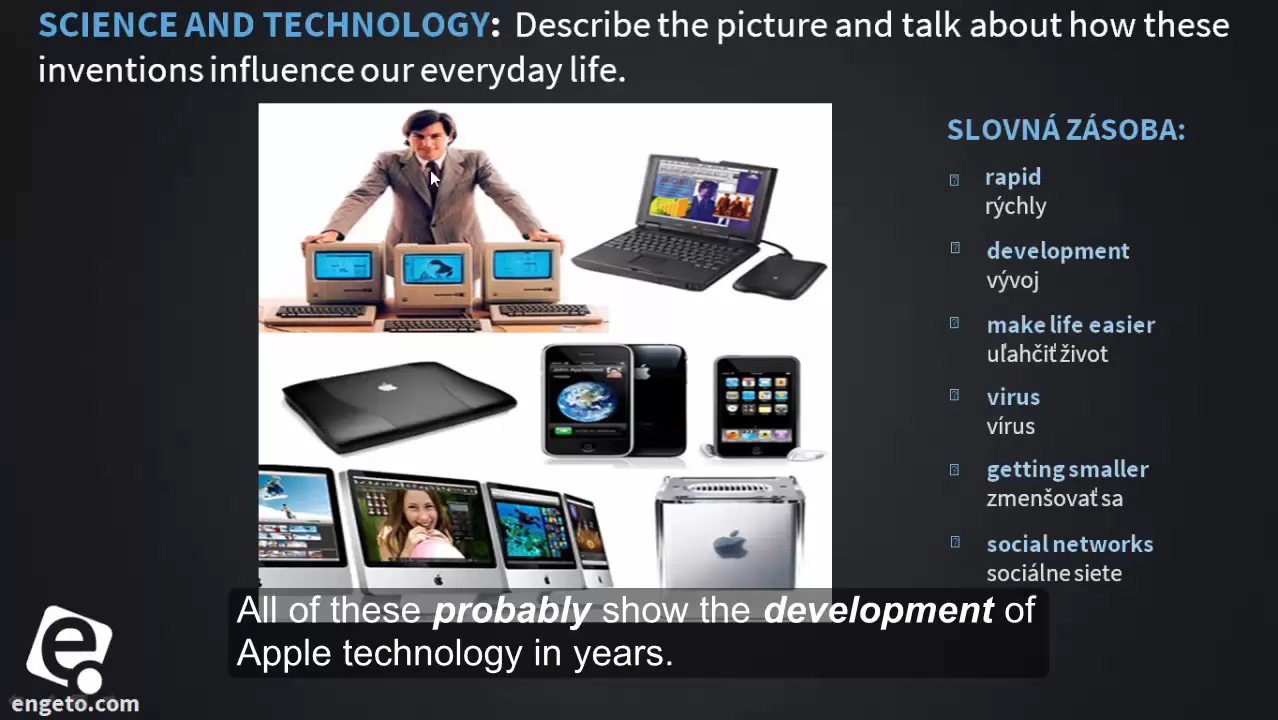 SCIENCE AND TECHNOLOGY: Describe the picture and talk about how these
inventions influence our everyday life.
SLOVNÁ ZÁSOBA:
rapid
rýchly
development
vývoj
make life easier
uľahčiť život
virus
vírus
getting smaller
zmenšovať sa
social networks
sociálne siete
All of these probably show the development of
Apple technology in years.
e
engeto.com